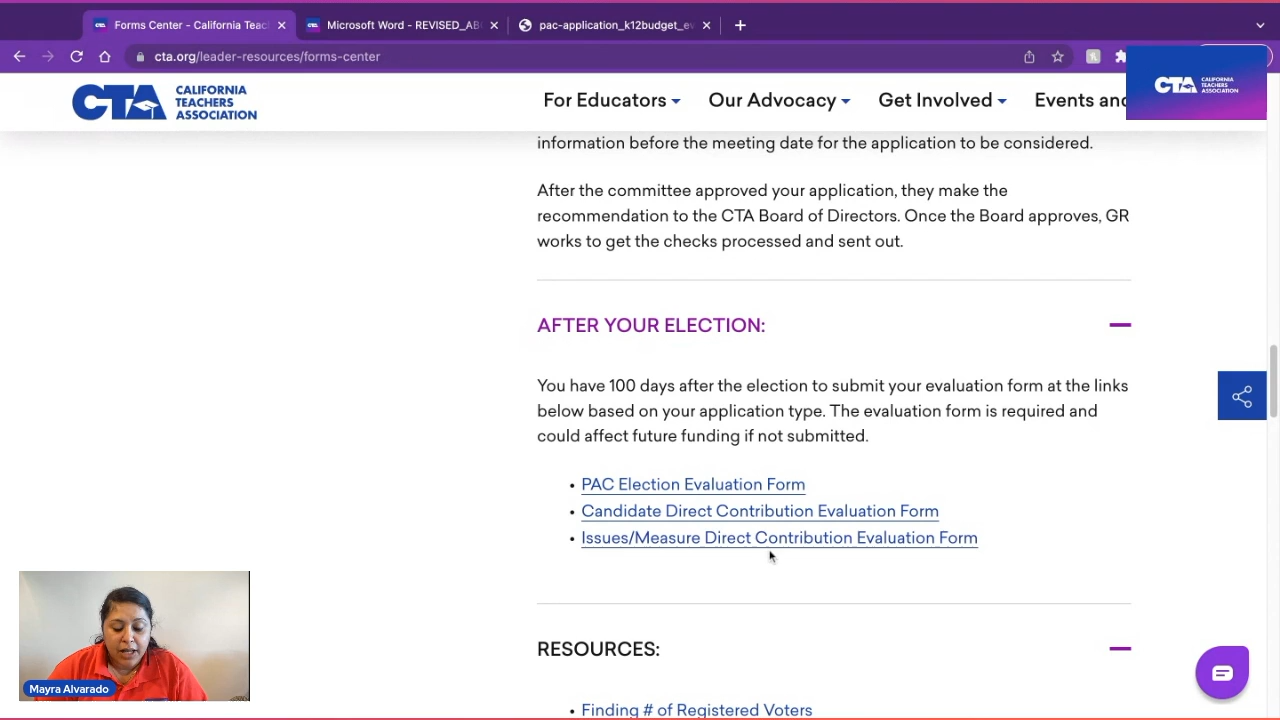 Forms Center - California Teac
Microsoft Word - REVISED_AB
pac-application_k12budget_ev
cta.org/leader-resources/forms-center
CTA CALIFORNIA TEACHERS ASSOCIATION
For Educators
Our Advocacy
Get Involved
Events and
CTA CALIFORNIA TEACHERS ASSOCIATION
information before the meeting date for the application to be considered.
After the committee approved your application, they make the
recommendation to the CTA Board of Directors. Once the Board approves, GR
works to get the checks processed and sent out.
AFTER YOUR ELECTION:
You have 100 days after the election to submit your evaluation form at the links
below based on your application type. The evaluation form is required and
could affect future funding if not submitted.
• PAC Election Evaluation Form
• Candidate Direct Contribution Evaluation Form
• Issues/Measure Direct Contribution Evaluation Form
RESOURCES:
• Finding # of Registered Voters
Mayra Alvarado